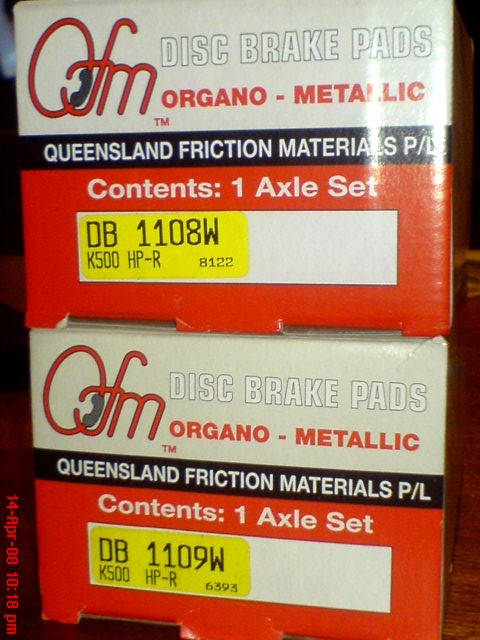 Qfm DISC BRAKE PADS
ORGANO - METALLIC
TM
QUEENSLAND FRICTION MATERIALS P/L
Contents: 1 Axle Set
DB 1108W
K500 HP-R 8122
Qfm DISC BRAKE PADS
ORGANO - METALLIC
TM
QUEENSLAND FRICTION MATERIALS P/L
Contents: 1 Axle Set
DB 1109W
K500 HP-R 6393
14-Apr-08 10:18 pm